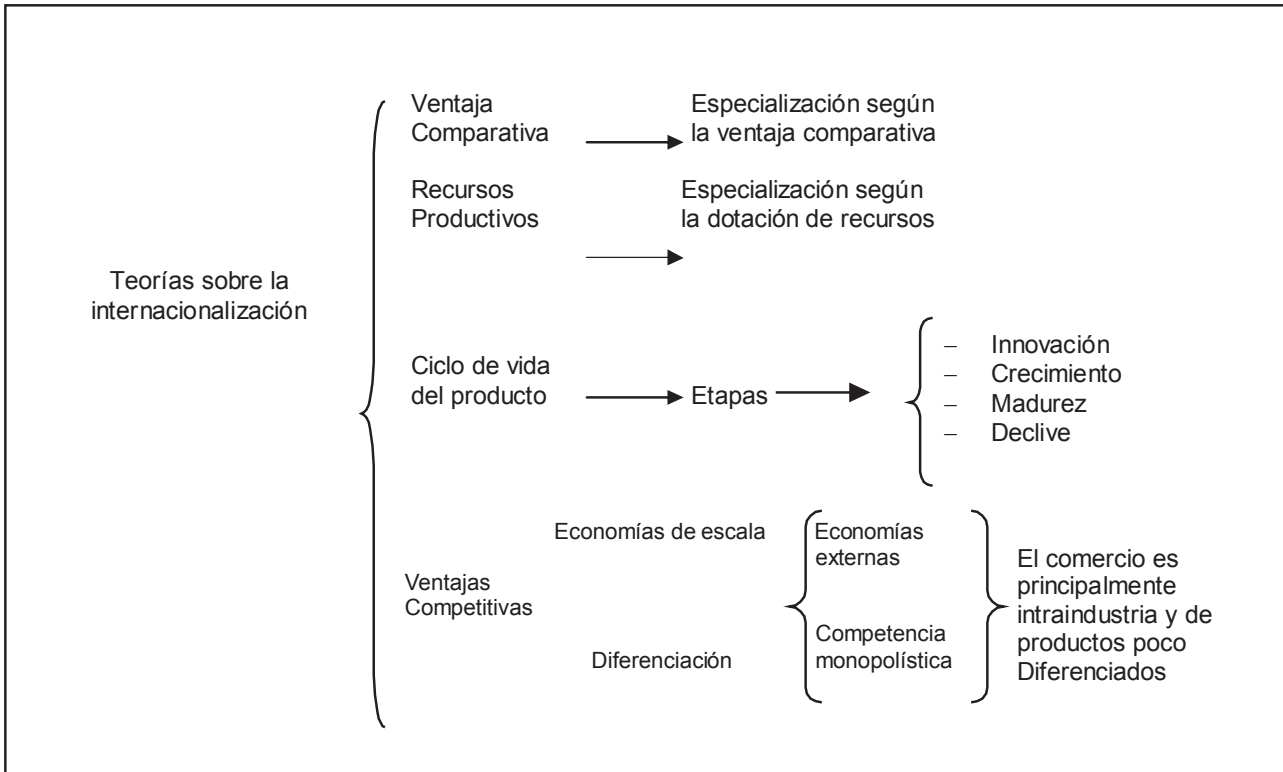 Teorías sobre la
internacionalización
Ventaja
Comparativa
Especialización según
la ventaja comparativa
Recursos
Productivos
Especialización según
la dotación de recursos
Ciclo de vida
del producto
Etapas
– Innovación
– Crecimiento
– Madurez
– Declive
Ventajas
Competitivas
Economías de escala
Diferenciación
Economías
externas
Competencia
monopolística
El comercio es
principalmente
intraindustria y de
productos poco
Diferenciados